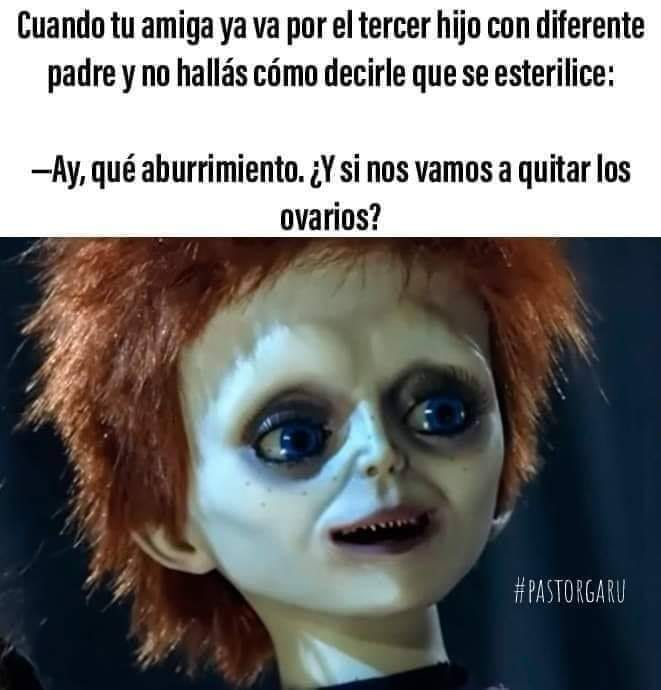 Cuando tu amiga ya va por el tercer hijo con diferente
padre y no hallás cómo decirle que se esterilice:
—Ay, qué aburrimiento. ¿Y si nos vamos a quitar los
ovarios?
#PASTORGARU